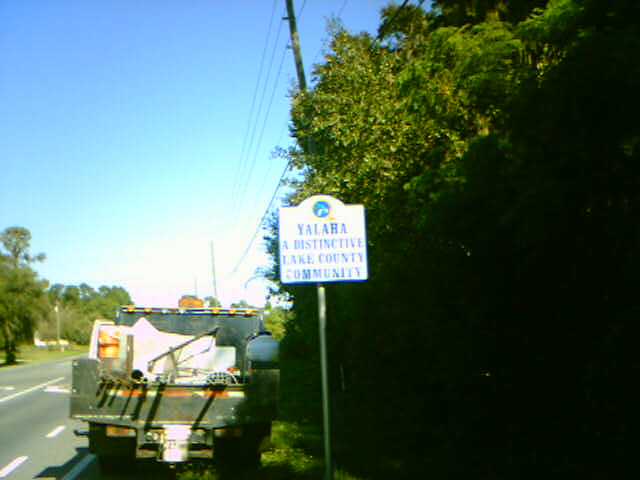 YALAHA
A DISTINCTIVE
LAKE COUNTY
COMMUNITY